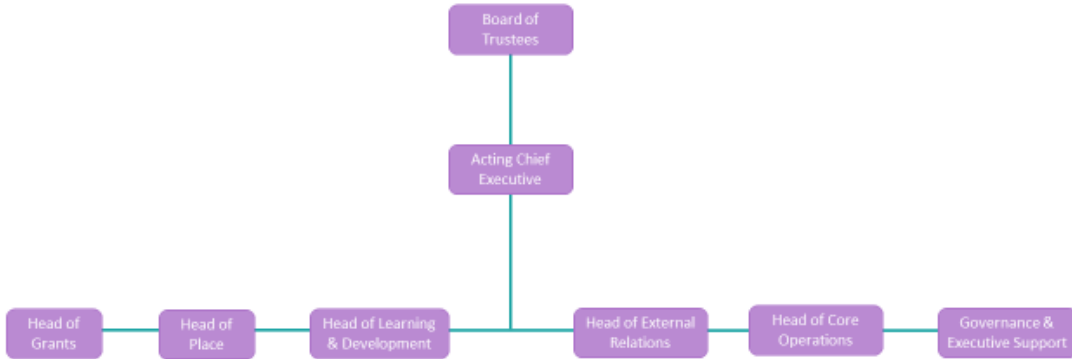 Board of
Trustees
Acting Chief
Executive
Head of
Grants
Head of
Place
Head of Learning
& Development
Head of External
Relations
Head of Core
Operations
Governance &
Executive Support